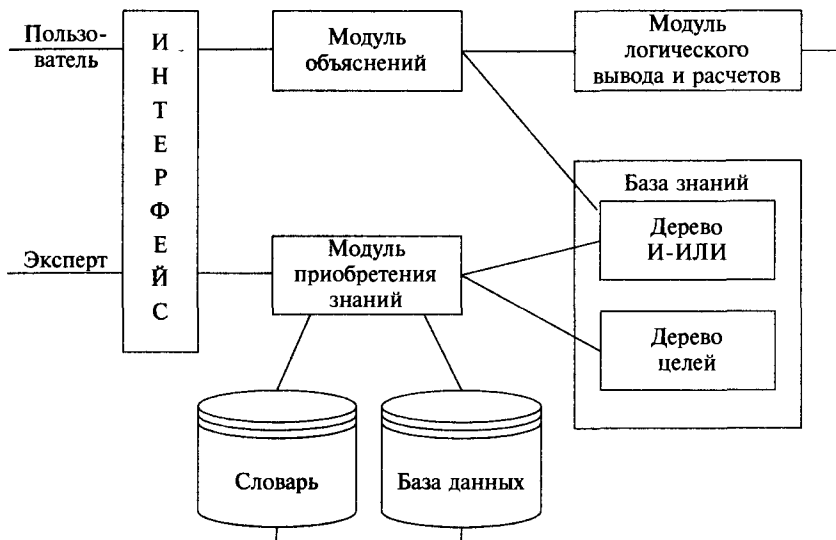 Пользо-
ватель
ИНТЕРФЕЙС
Модуль
объяснений
Модуль
логического
вывода и расчетов
База знаний
Дерево
И-ИЛИ
Эксперт
Модуль
приобретения
знаний
Дерево
целей
Словарь
База данных